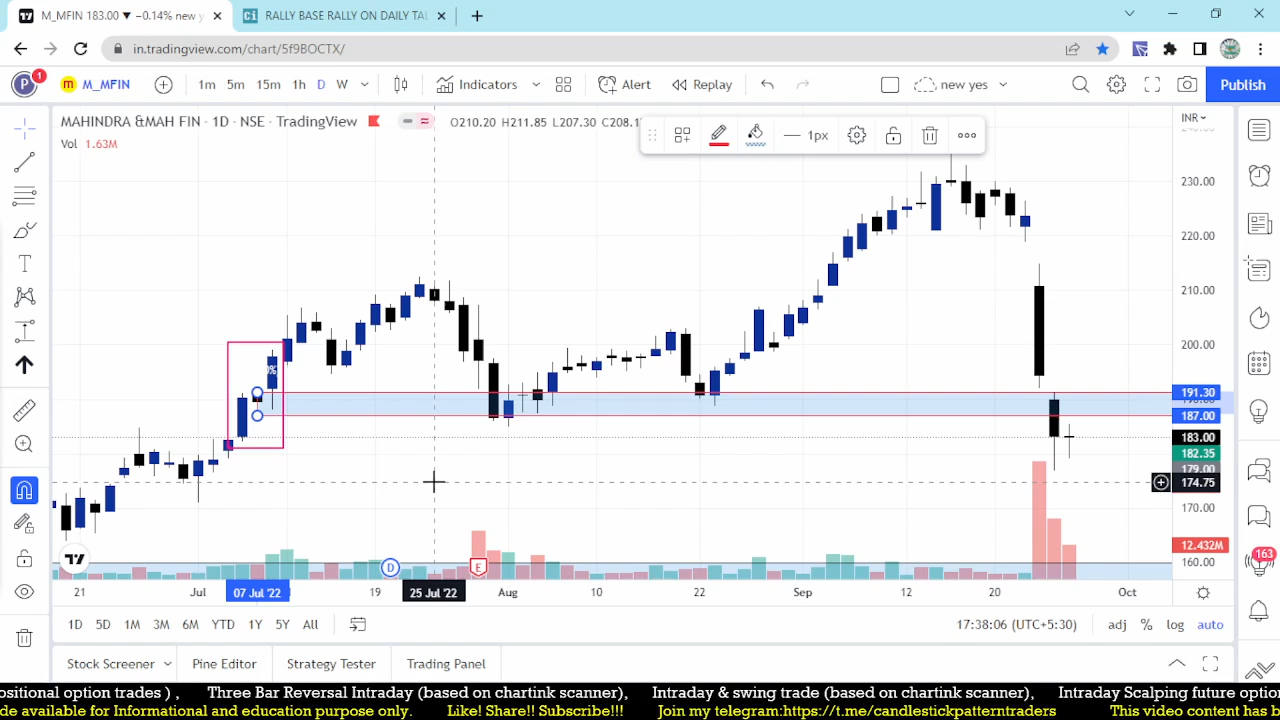 M_MFIN 183.00 ▼ −0.14% new y
Ci RALLY BASE RALLY ON DAILY TAI
in.tradingview.com/chart/5f9BOCTX/
P 1 m M_MFIN 1m 5m 15m 1h D W Indicators Alert Replay new yes Publish
MAHINDRA &MAH FIN · 1D · NSE · TradingView O210.20 H211.85 L207.30 C208.1
1px
INR
Vol 1.63M
230.00
220.00
210.00
200.00
191.30
187.00
183.00
182.35
179.00
174.75
170.00
12.432M
160.00
163
D
E
21 Jul 07 Jul '22 19 25 Jul '22 Aug 10 22 Sep 12 20 Oct
1D 5D 1M 3M 6M YTD 1Y 5Y All 17:38:06 (UTC+5:30) adj % log auto
Stock Screener Pine Editor Strategy Tester Trading Panel
ositional option trades ) , Three Bar Reversal Intraday (based on chartink scanner), Intraday & swing trade (based on chartink scanner), Intraday Scalping future option
de available for Informational and education purpose only. Like! Share!! Subscribe!!! Join my telegram:https://t.me/candlestickpatterntraders This video content has b